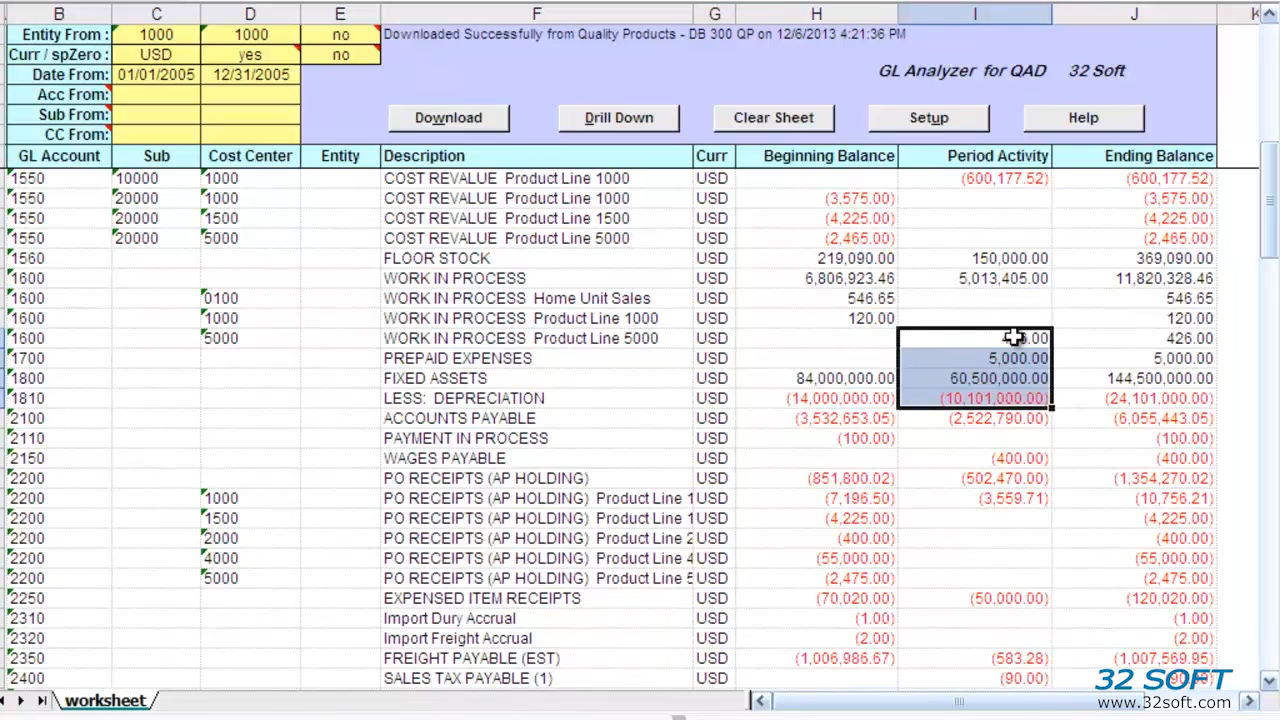 B C D E F G H I J K
Entity From: 1000 1000 no Downloaded Successfully from Quality Products - DB 300 QP on 12/6/2013 4:21:36 PM
Curr / spZero : USD yes no
Date From: 01/01/2005 12/31/2005 GL Analyzer for QAD 32 Soft
Acc From:
Sub From: Download Drill Down Clear Sheet Setup Help
CC From:
GL Account Sub Cost Center Entity Description Curr Beginning Balance Period Activity Ending Balance
1550 10000 1000 COST REVALUE Product Line 1000 USD (600,177.52) (600,177.52)
1550 20000 1000 COST REVALUE Product Line 1000 USD (3,575.00) (3,575.00)
1550 20000 1500 COST REVALUE Product Line 1500 USD (4,225.00) (4,225.00)
1550 20000 5000 COST REVALUE Product Line 5000 USD (2,465.00) (2,465.00)
1560 FLOOR STOCK USD 219,090.00 150,000.00 369,090.00
1600 WORK IN PROCESS USD 6,806,923.46 5,013,405.00 11,820,328.46
1600 0100 WORK IN PROCESS Home Unit Sales USD 546.65 546.65
1600 1000 WORK IN PROCESS Product Line 1000 USD 120.00 120.00
1600 5000 WORK IN PROCESS Product Line 5000 USD 426.00
1700 PREPAID EXPENSES USD 5,000.00 5,000.00
1800 FIXED ASSETS USD 84,000,000.00 60,500,000.00 144,500,000.00
1810 LESS: DEPRECIATION USD (14,000,000.00) (10,101,000.00) (24,101,000.00)
2100 ACCOUNTS PAYABLE USD (3,532,653.05) (2,522,790.00) (6,055,443.05)
2110 PAYMENT IN PROCESS USD (100.00) (100.00)
2150 WAGES PAYABLE USD (400.00) (400.00)
2200 PO RECEIPTS (AP HOLDING) USD (851,800.02) (502,470.00) (1,354,270.02)
2200 1000 PO RECEIPTS (AP HOLDING) Product Line 1 USD (7,196.50) (3,559.71) (10,756.21)
2200 1500 PO RECEIPTS (AP HOLDING) Product Line 1 USD (4,225.00) (4,225.00)
2200 2000 PO RECEIPTS (AP HOLDING) Product Line 2 USD (400.00) (400.00)
2200 4000 PO RECEIPTS (AP HOLDING) Product Line 4 USD (55,000.00) (55,000.00)
2200 5000 PO RECEIPTS (AP HOLDING) Product Line 5 USD (2,475.00) (2,475.00)
2250 EXPENSED ITEM RECEIPTS USD (70,020.00) (50,000.00) (120,020.00)
2310 Import Dury Accrual USD (1.00) (1.00)
2320 Import Freight Accrual USD (2.00) (2.00)
2350 FREIGHT PAYABLE (EST) USD (1,006,986.67) (583.28) (1,007,569.95)
2400 SALES TAX PAYABLE (1) USD (90.00)
32 SOFT
worksheet www.32soft.com